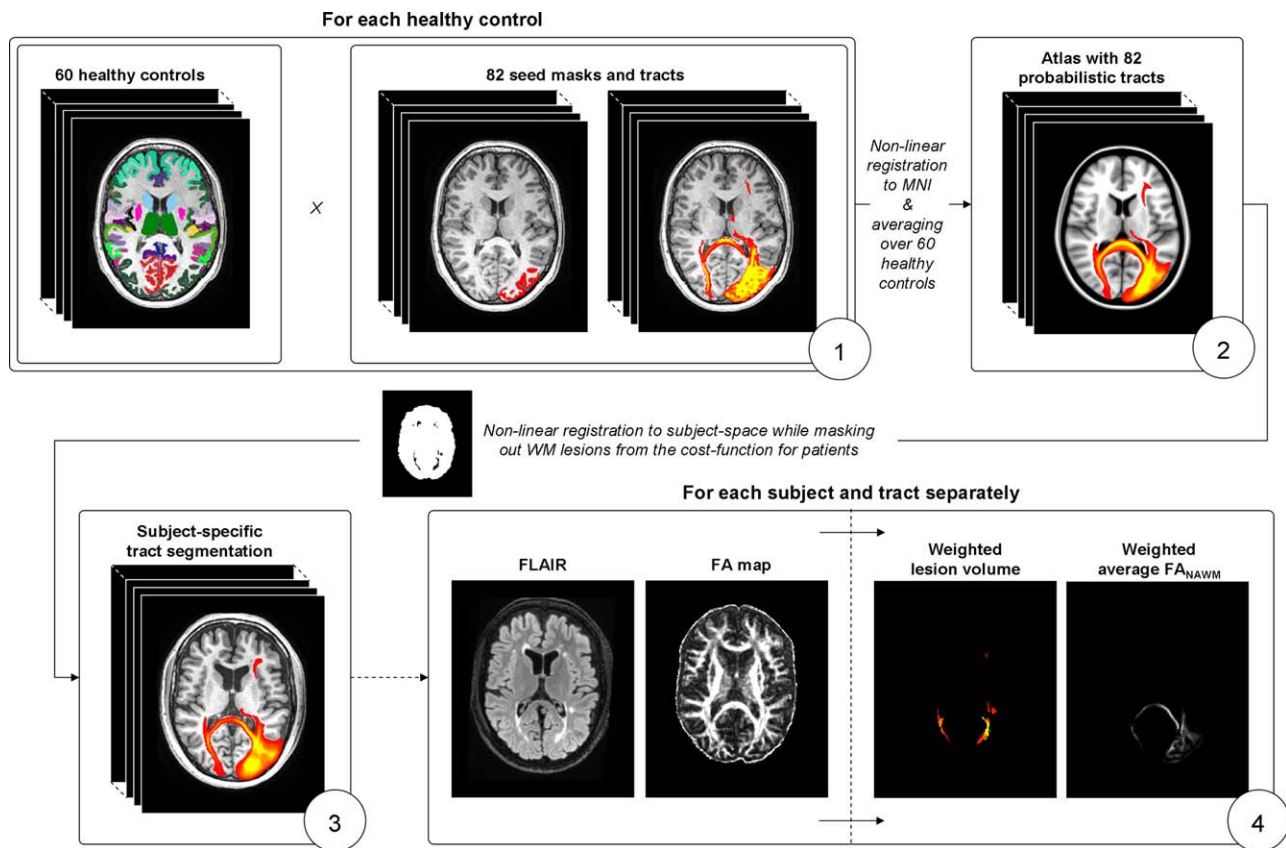 For each healthy control
60 healthy controls
X
82 seed masks and tracts
1
Non-linear
registration
to MNI
&
averaging
over 60
healthy
controls
Atlas with 82
probabilistic tracts
2
Non-linear registration to subject-space while masking
out WM lesions from the cost-function for patients
Subject-specific
tract segmentation
3
For each subject and tract separately
FLAIR
FA map
Weighted
lesion volume
Weighted
average FA_NAWM
4